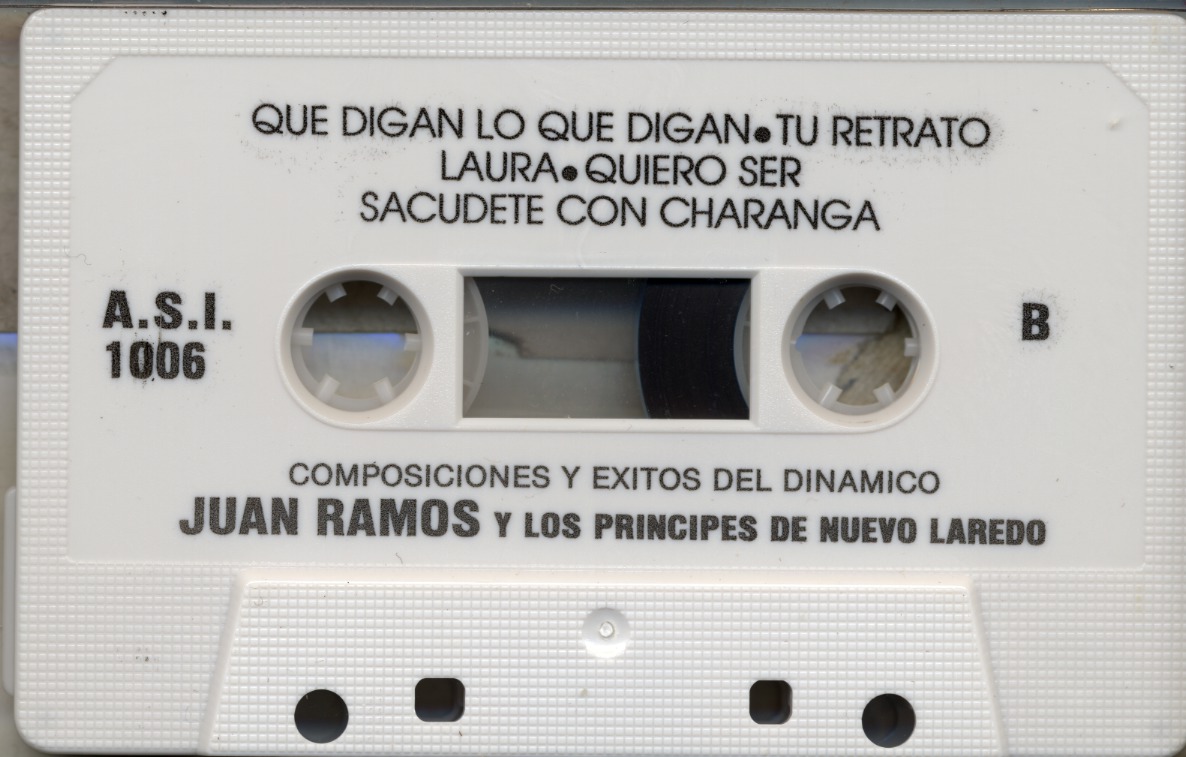 QUE DIGAN LO QUE DIGAN●TU RETRATO
LAURA●QUIERO SER
SACUDETE CON CHARANGA
A.S.I.
1006
B
COMPOSICIONES Y EXITOS DEL DINAMICO
JUAN RAMOS Y LOS PRINCIPES DE NUEVO LAREDO